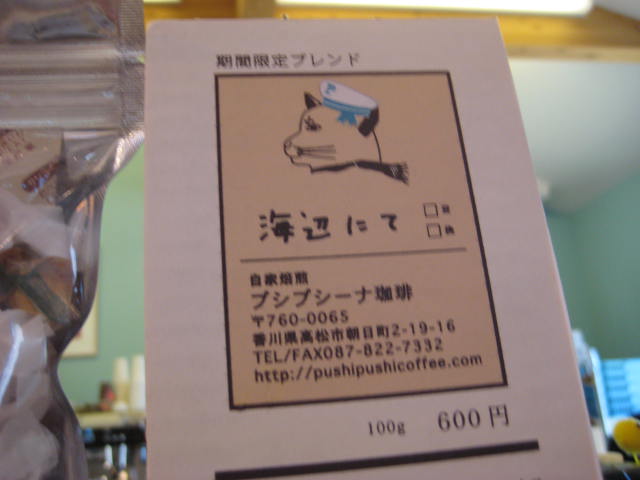 期間限定ブレンド
海辺にて
□豆
□挽
自家焙煎
プシプシーナ珈琲
〒760-0065
香川県高松市朝日町2-19-16
TEL/FAX087-822-7332
http://pushipushicoffee.com
100g 600円